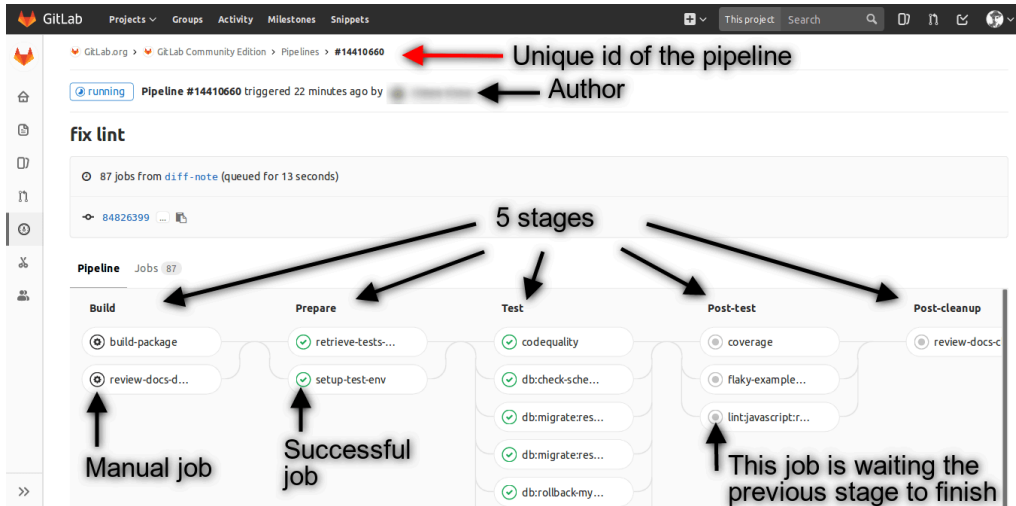 GitLab Projects Groups Activity Milestones Snippets This project Search
GitLab.org > GitLab Community Edition > Pipelines > #14410660
Unique id of the pipeline
running Pipeline #14410660 triggered 22 minutes ago by
Author
fix lint
87 jobs from diff-note (queued for 13 seconds)
84826399 ...
5 stages
Pipeline Jobs 87
Build Prepare Test Post-test Post-cleanup
build-package retrieve-tests-... codequality coverage review-docs-c
review-docs-d... setup-test-env db:check-sche... flaky-example...
db:migrate:res... lint:javascript:r...
Manual job
Successful
job
db:migrate:res...
This job is waiting the
previous stage to finish
db:rollback-my...